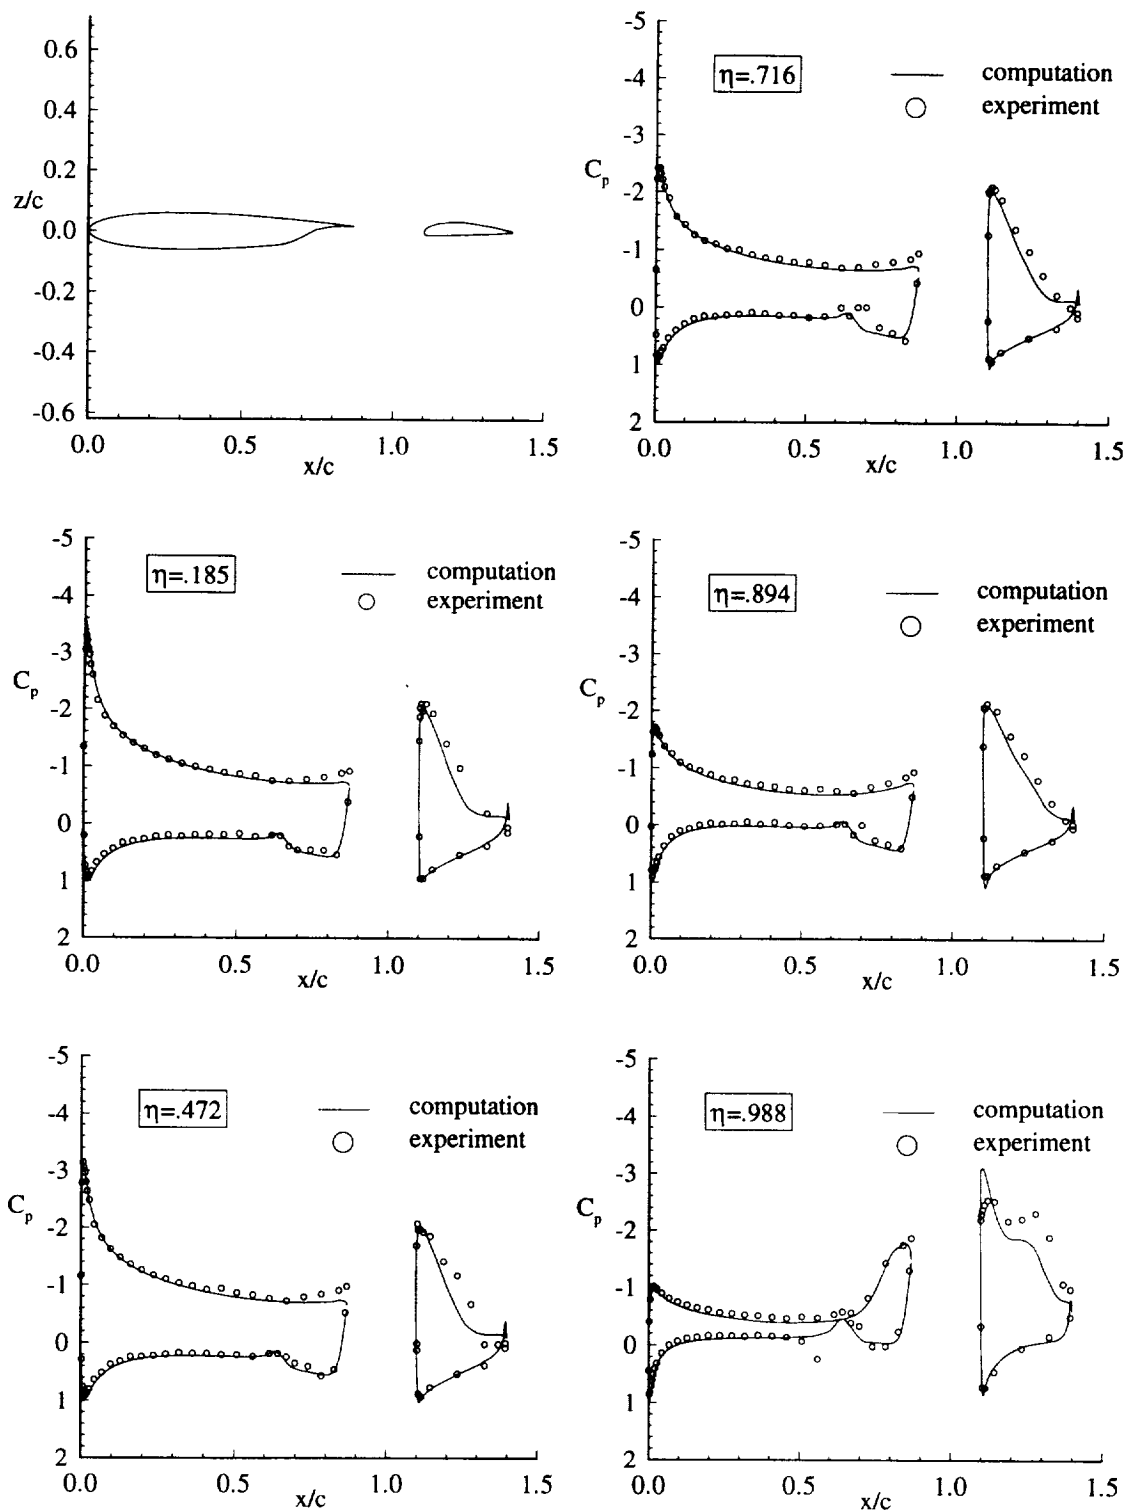 0.6
0.4
0.2
z/c
0.0
-0.2
-0.4
-0.6
0.0
0.5
1.0
1.5
x/c
-5
η=.716
computation
-4
experiment
-3
Cp
-2
-1
0
1
2
0.0
0.5
1.0
1.5
x/c
-5
η=.185
computation
-4
experiment
-3
Cp
-2
-1
0
1
2
0.0
0.5
1.0
1.5
x/c
-5
η=.894
computation
-4
experiment
-3
Cp
-2
-1
0
1
2
0.0
0.5
1.0
1.5
x/c
-5
η=.472
computation
-4
experiment
-3
Cp
-2
-1
0
1
2
0.0
0.5
1.0
1.5
x/c
-5
η=.988
computation
-4
experiment
-3
Cp
-2
-1
0
1
2
0.0
0.5
1.0
1.5
x/c